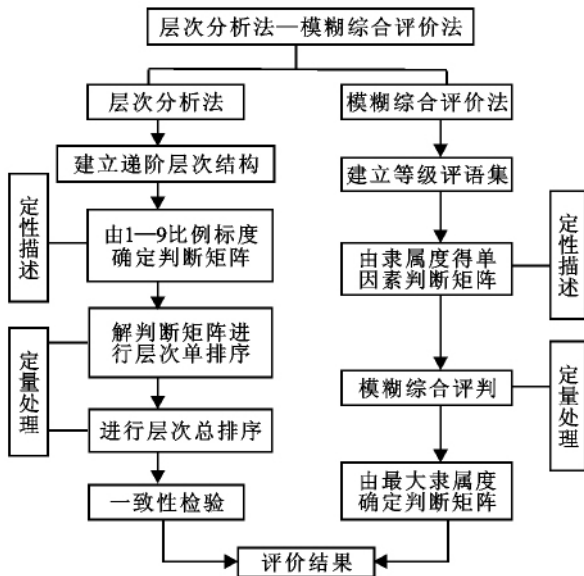 层次分析法—模糊综合评价法
层次分析法
模糊综合评价法
建立递阶层次结构
建立等级评语集
定性描述
由1—9比例标度
确定判断矩阵
由隶属度得单
因素判断矩阵
定性描述
定量处理
解判断矩阵进
行层次单排序
模糊综合评判
定量处理
进行层次总排序
一致性检验
由最大隶属度
确定判断矩阵
评价结果